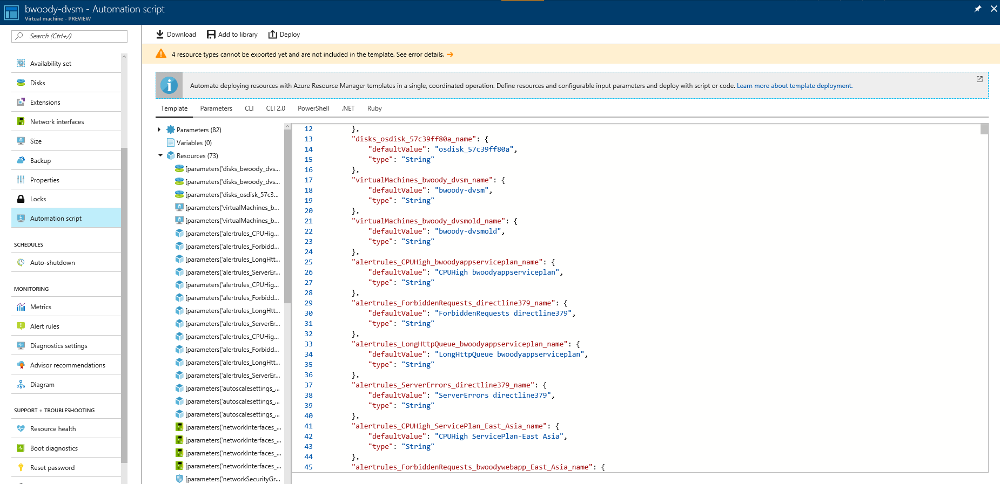 bwoody-dvsm - Automation script
Virtual machine - PREVIEW
Search (Ctrl+/)
Availability set
Disks
Extensions
Network interfaces
Size
Backup
Properties
Locks
Automation script
SCHEDULES
Auto-shutdown
MONITORING
Metrics
Alert rules
Diagnostics settings
Advisor recommendations
Diagram
SUPPORT + TROUBLESHOOTING
Resource health
Boot diagnostics
Reset password
Download Add to library Deploy
4 resource types cannot be exported yet and are not included in the template. See error details. →
Automate deploying resources with Azure Resource Manager templates in a single, coordinated operation. Define resources and configurable input parameters and deploy with script or code. Learn more about template deployment.
Template Parameters CLI CLI 2.0 PowerShell .NET Ruby
Parameters (82)
Variables (0)
Resources (73)
[parameters('disks_bwoody_dvs...
[parameters('disks_bwoody_dvs...
[parameters('disks_osdisk_57c3...
[parameters('virtualMachines_b...
[parameters('virtualMachines_b...
[parameters('alertrules_CPUHig...
[parameters('alertrules_Forbidd...
[parameters('alertrules_LongHtt...
[parameters('alertrules_ServerEr...
[parameters('alertrules_CPUHig...
[parameters('alertrules_Forbidd...
[parameters('alertrules_LongHtt...
[parameters('alertrules_ServerEr...
[parameters('alertrules_CPUHig...
[parameters('alertrules_Forbidd...
[parameters('alertrules_LongHtt...
[parameters('alertrules_ServerEr...
[parameters('autoscalesettings_...
[parameters('autoscalesettings_...
[parameters('autoscalesettings_...
[parameters('networkInterfaces_...
[parameters('networkInterfaces_...
[parameters('networkInterfaces_...
[parameters('networkInterfaces_...
[parameters('networkSecurityGr...
12 },
13 "disks_osdisk_57c39ff80a_name": {
14 "defaultValue": "osdisk_57c39ff80a",
15 "type": "String"
16 },
17 "virtualMachines_bwoody_dvsm_name": {
18 "defaultValue": "bwoody-dvsm",
19 "type": "String"
20 },
21 "virtualMachines_bwoody_dvsmold_name": {
22 "defaultValue": "bwoody-dvsmold",
23 "type": "String"
24 },
25 "alertrules_CPUHigh_bwoodyappserviceplan_name": {
26 "defaultValue": "CPUHigh bwoodyappserviceplan",
27 "type": "String"
28 },
29 "alertrules_ForbiddenRequests_directline379_name": {
30 "defaultValue": "ForbiddenRequests directline379",
31 "type": "String"
32 },
33 "alertrules_LongHttpQueue_bwoodyappserviceplan_name": {
34 "defaultValue": "LongHttpQueue bwoodyappserviceplan",
35 "type": "String"
36 },
37 "alertrules_ServerErrors_directline379_name": {
38 "defaultValue": "ServerErrors directline379",
39 "type": "String"
40 },
41 "alertrules_CPUHigh_ServicePlan_East_Asia_name": {
42 "defaultValue": "CPUHigh ServicePlan-East Asia",
43 "type": "String"
44 },
45 "alertrules_ForbiddenRequests_bwoodywebapp_East_Asia_name": {